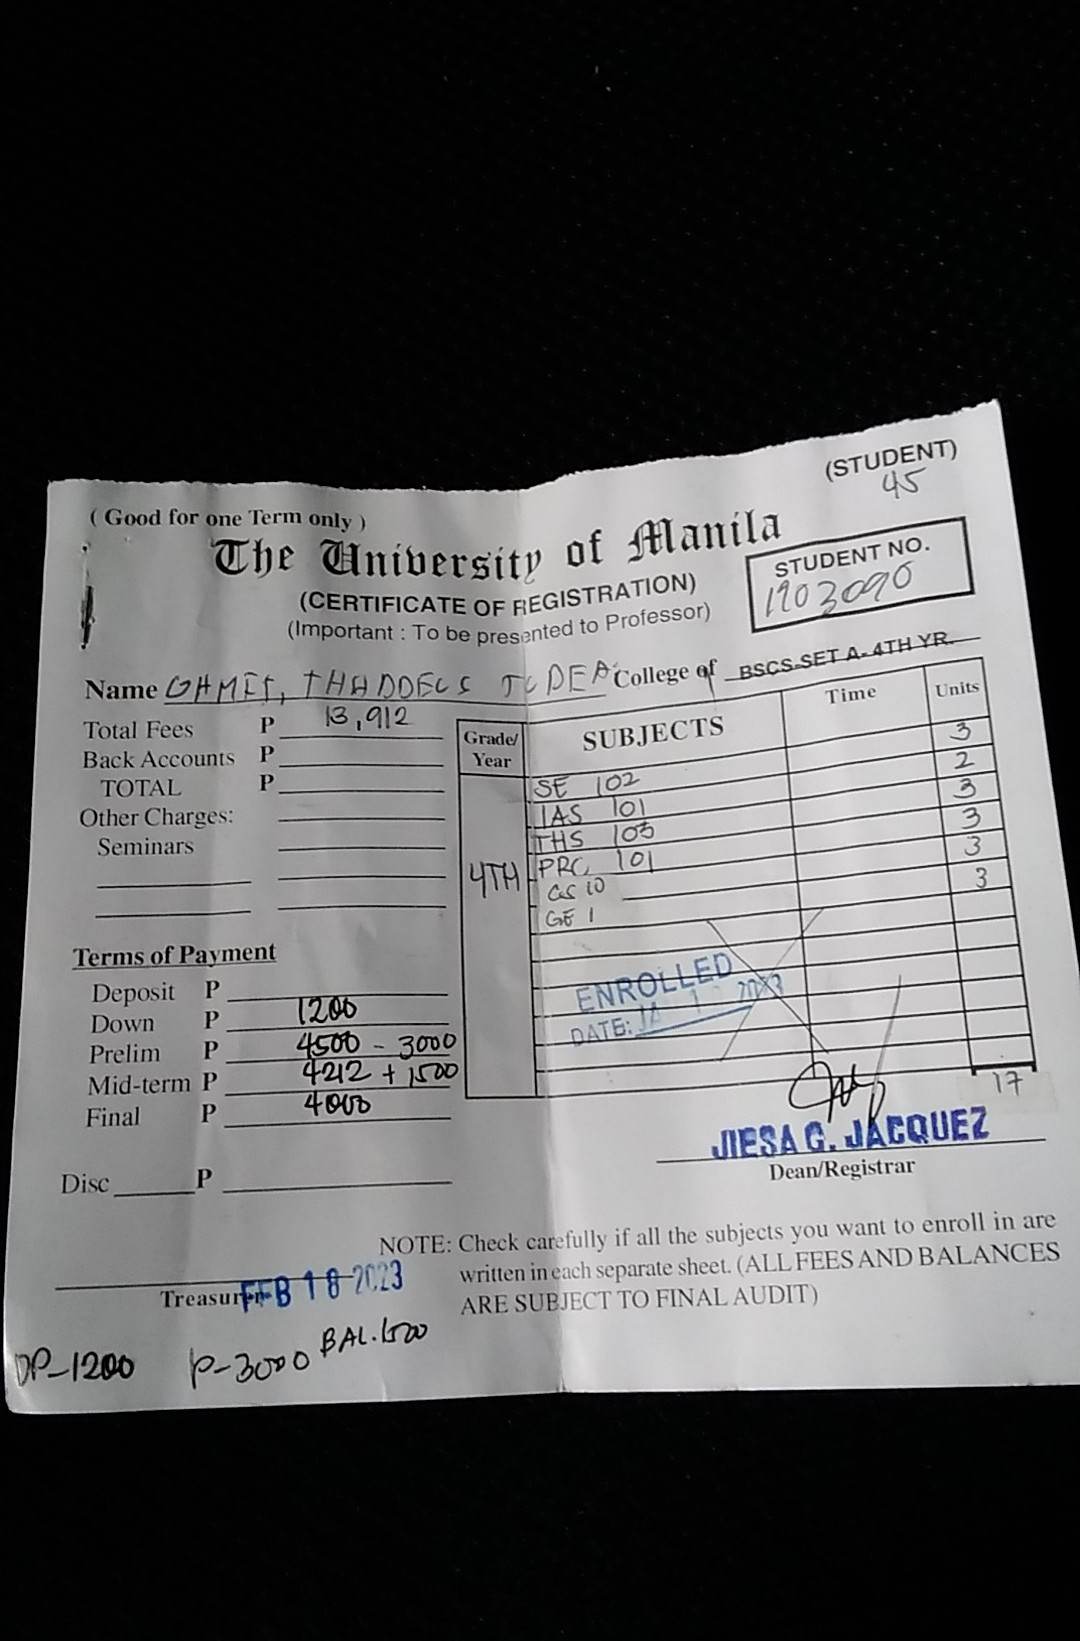 (STUDENT)
45
( Good for one Term only )
The University of Manila
(CERTIFICATE OF REGISTRATION)
(Important : To be presented to Professor)
STUDENT NO.
1903090
Name THADDEUS College of BSCS-SET A- 4TH YR.
Total Fees P 13,912
Back Accounts P
TOTAL P
Other Charges:
Seminars
Grade/Year SUBJECTS Time Units
4TH
SE 102 3
IAS 101 2
THS 103 3
PRC 101 3
CS 10 3
GE 1 3
17
ENROLLED
DATE: 2023
Terms of Payment
Deposit P
Down P 1200
Prelim P 4500 - 3000
Mid-term P 4212 + 1500
Final P 4000
Disc P
JIESA G. JACQUEZ
Dean/Registrar
NOTE: Check carefully if all the subjects you want to enroll in are
written in each separate sheet. (ALL FEES AND BALANCES
ARE SUBJECT TO FINAL AUDIT)
Treasurer
FEB 18 2023
DP-1200 P-3000 BAL.1500